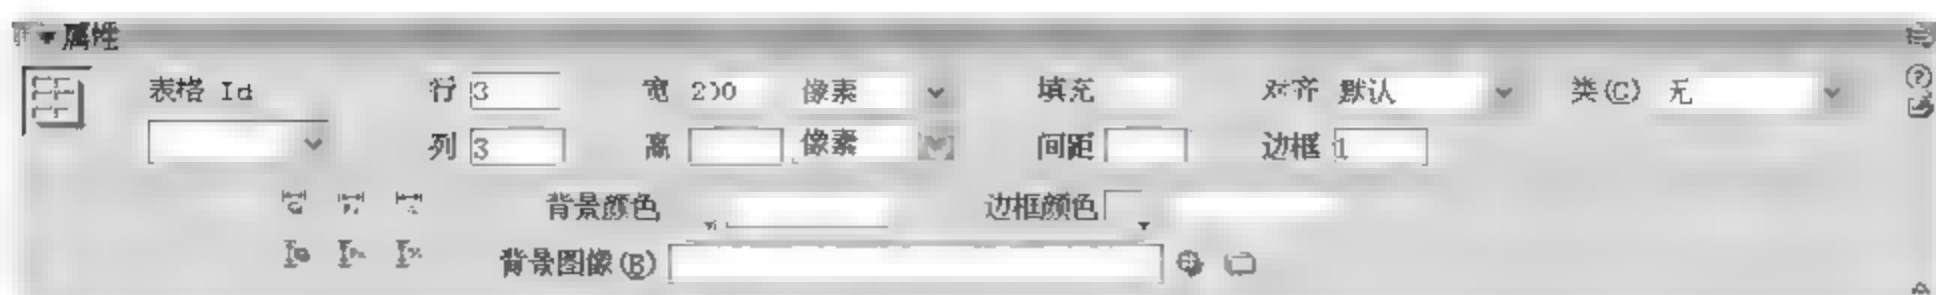 属性
表格 Id 行 3 宽 200 像素 填充 对齐 默认 类(C) 无
列 3 高 像素 间距 边框 1
背景颜色 边框颜色
背景图像(B)